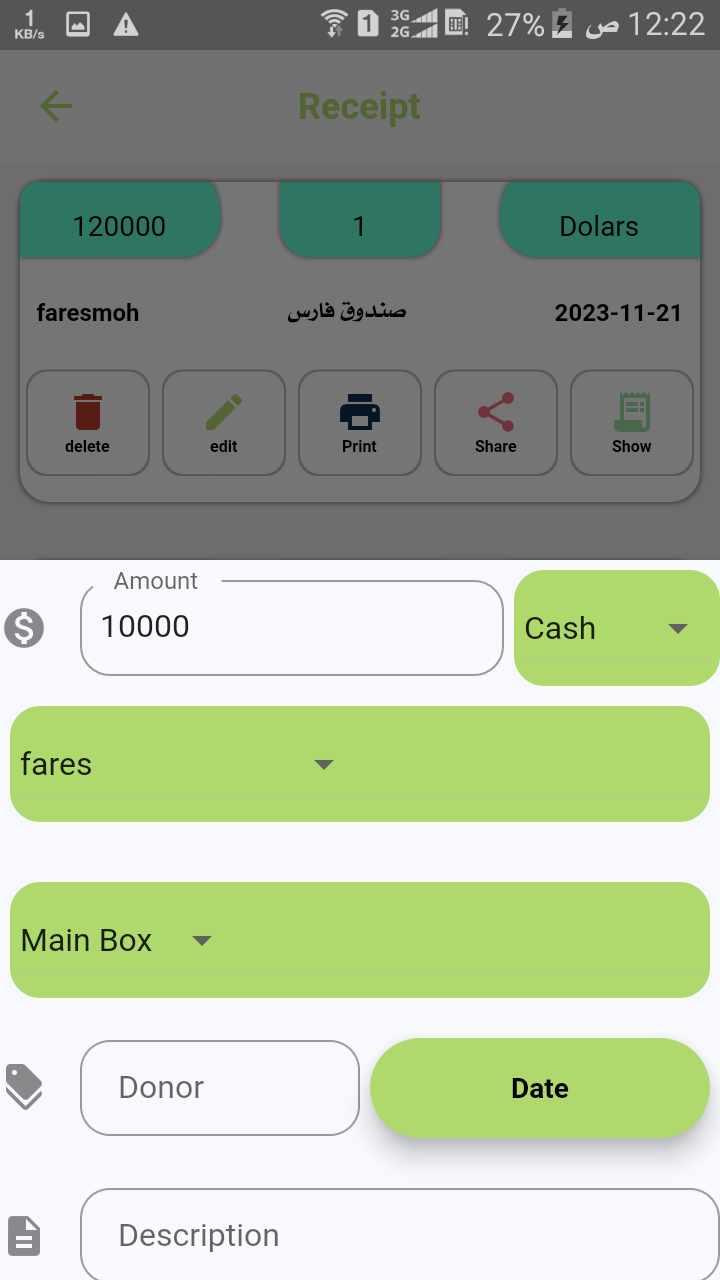 1
KB/s
1
3G
2G
27%
ص 12:22
Receipt
120000
1
Dolars
faresmoh
صندوق فارس
2023-11-21
delete
edit
Print
Share
Show
Amount
10000
Cash
fares
Main Box
Donor
Date
Description